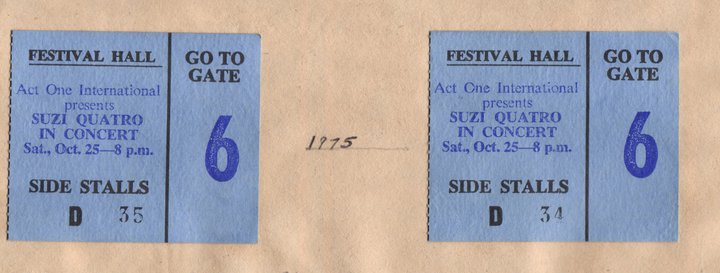 FESTIVAL HALL
Act One International
presents
SUZI QUATRO
IN CONCERT
Sat., Oct. 25—8 p.m.
SIDE STALLS
D 35
GO TO
GATE
6
1975
FESTIVAL HALL
Act One International
presents
SUZI QUATRO
IN CONCERT
Sat., Oct. 25—8 p.m.
SIDE STALLS
D 34
GO TO
GATE
6